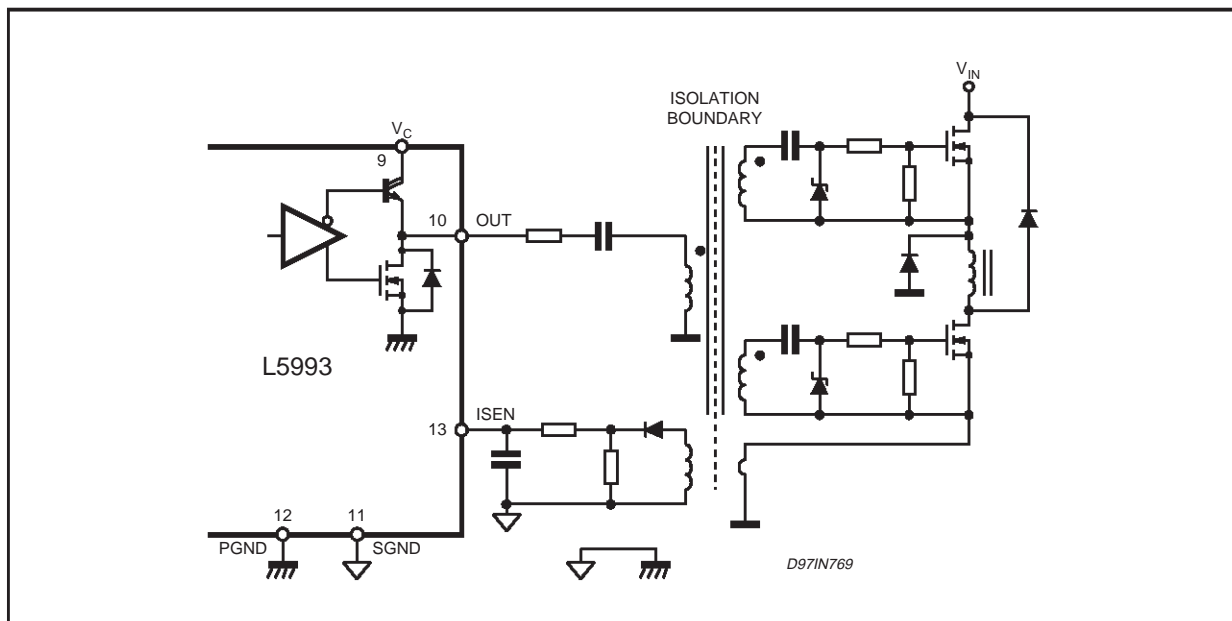 V_IN
ISOLATION
BOUNDARY
V_C
9
10
OUT
L5993
13
ISEN
12
11
PGND
SGND
D97IN769